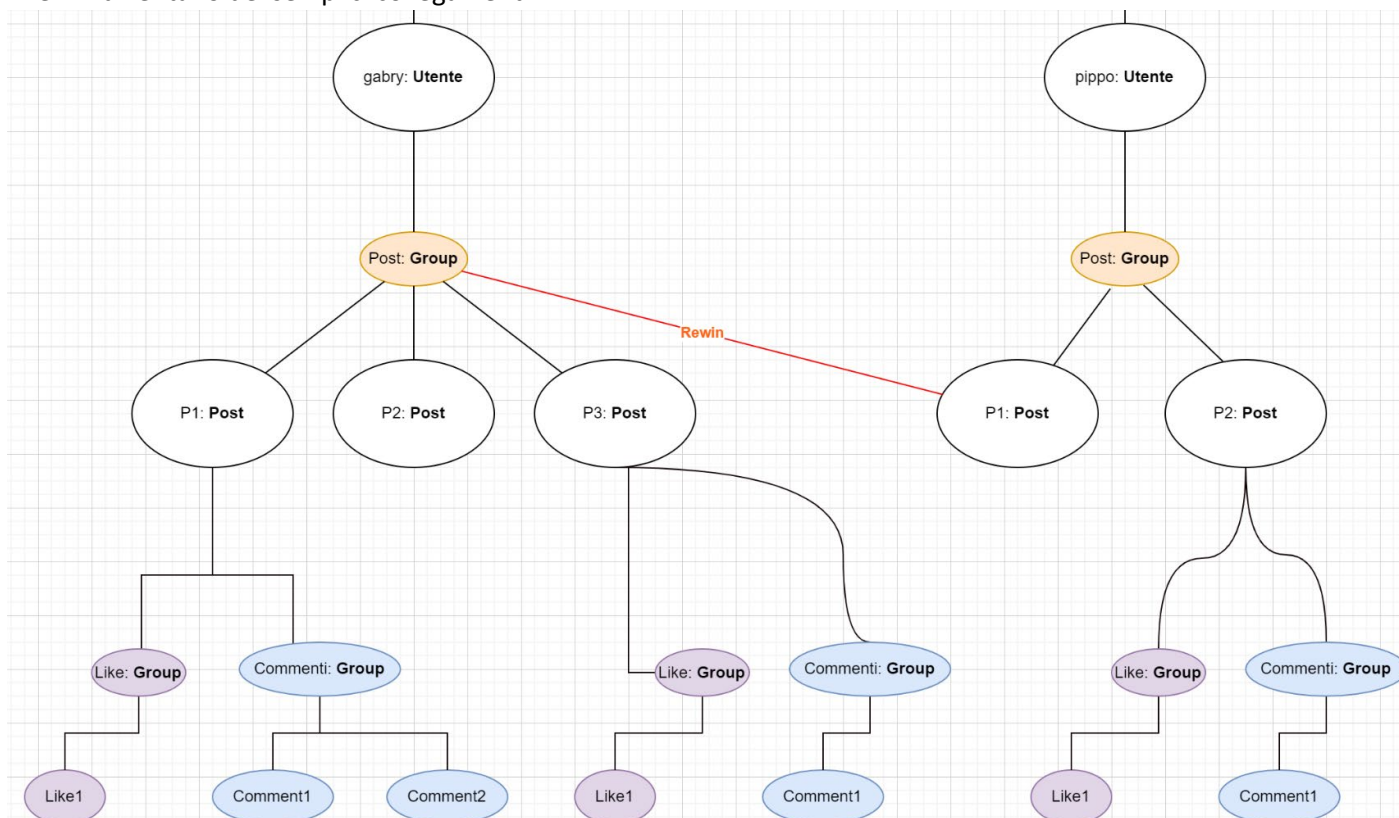 gabry: Utente
pippo: Utente
Post: Group
Post: Group
Rewin
P1: Post
P2: Post
P3: Post
P1: Post
P2: Post
Like: Group
Commenti: Group
Like: Group
Commenti: Group
Like: Group
Commenti: Group
Like1
Comment1
Comment2
Like1
Comment1
Like1
Comment1